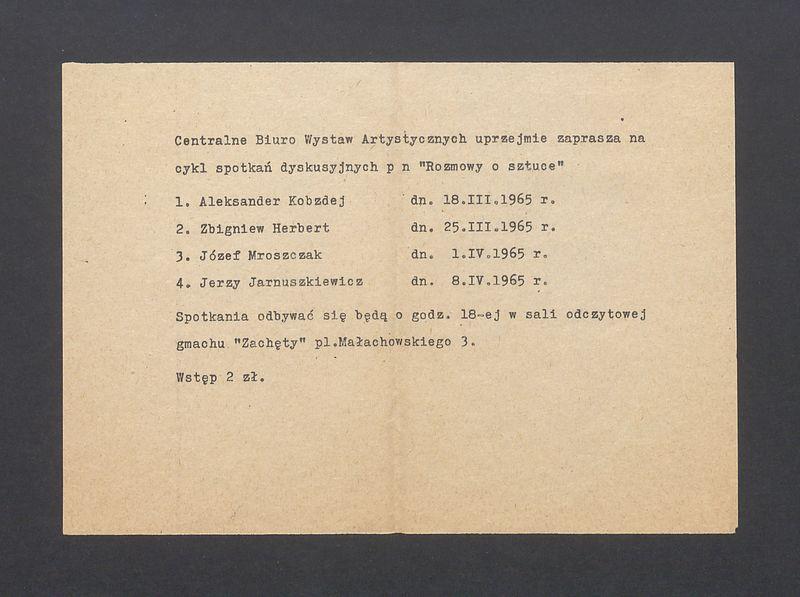 Centralne Biuro Wystaw Artystycznych uprzejmie zaprasza na
cykl spotkań dyskusyjnych p n "Rozmowy o sztuce"
1. Aleksander Kobzdej dn. 18.III.1965 r.
2. Zbigniew Herbert dn. 25.III.1965 r.
3. Józef Mroszczak dn. 1.IV.1965 r.
4. Jerzy Jarnuszkiewicz dn. 8.IV.1965 r.
Spotkania odbywać się będą o godz. 18-ej w sali odczytowej
gmachu "Zachęty" pl.Małachowskiego 3.
Wstęp 2 zł.